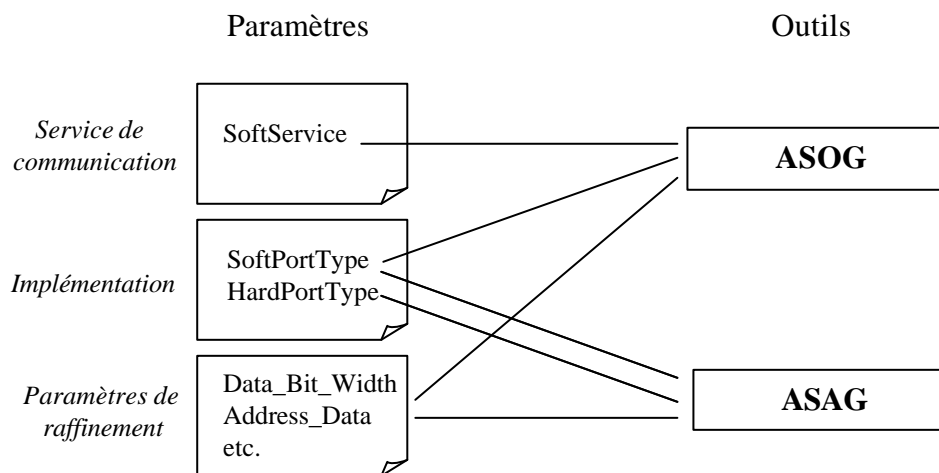 Paramètres
Outils
Service de
communication
SoftService
ASOG
Implémentation
SoftPortType
HardPortType
Paramètres de
raffinement
Data_Bit_Width
Address_Data
etc.
ASAG